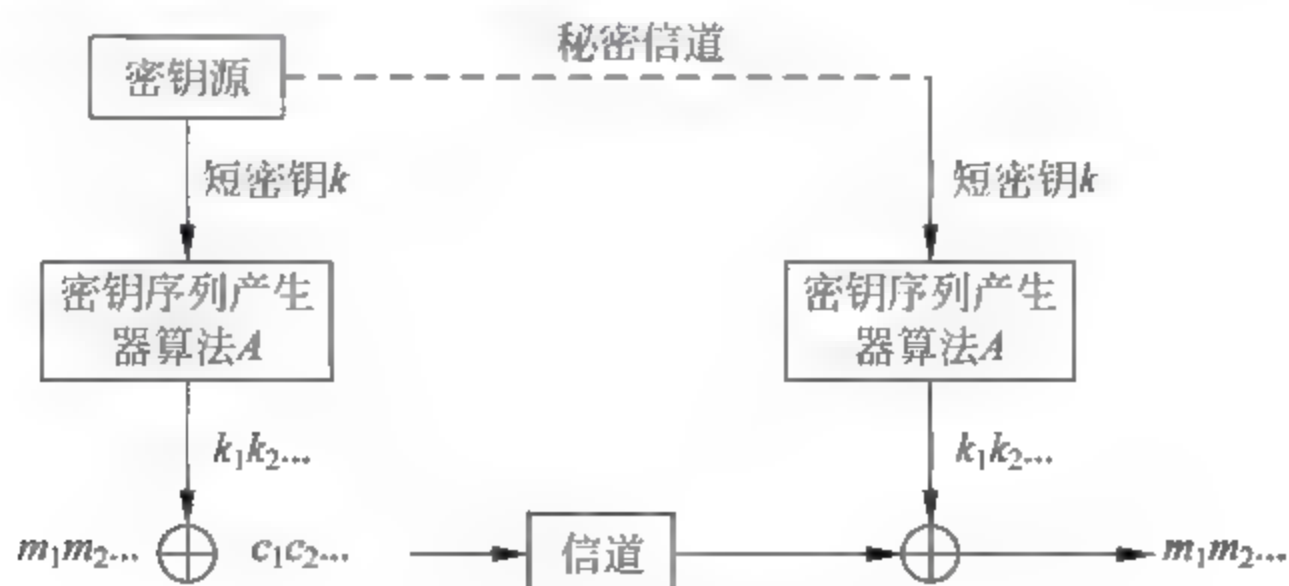 秘密信道
密钥源
短密钥k
短密钥k
密钥序列产生
器算法A
密钥序列产生
器算法A
k₁k₂...
k₁k₂...
m₁m₂...
c₁c₂...
信道
m₁m₂...